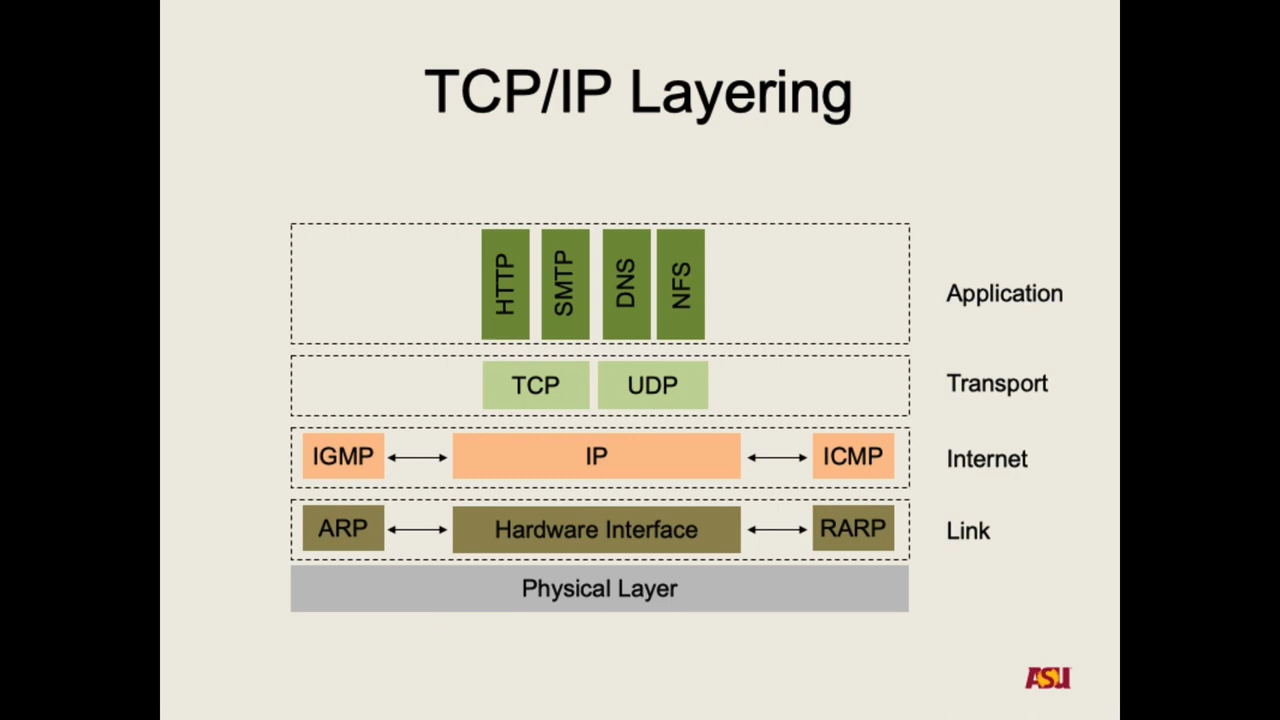 TCP/IP Layering
HTTP
SMTP
DNS
NFS
Application
TCP
UDP
Transport
IGMP
IP
ICMP
Internet
ARP
Hardware Interface
RARP
Link
Physical Layer
ASU